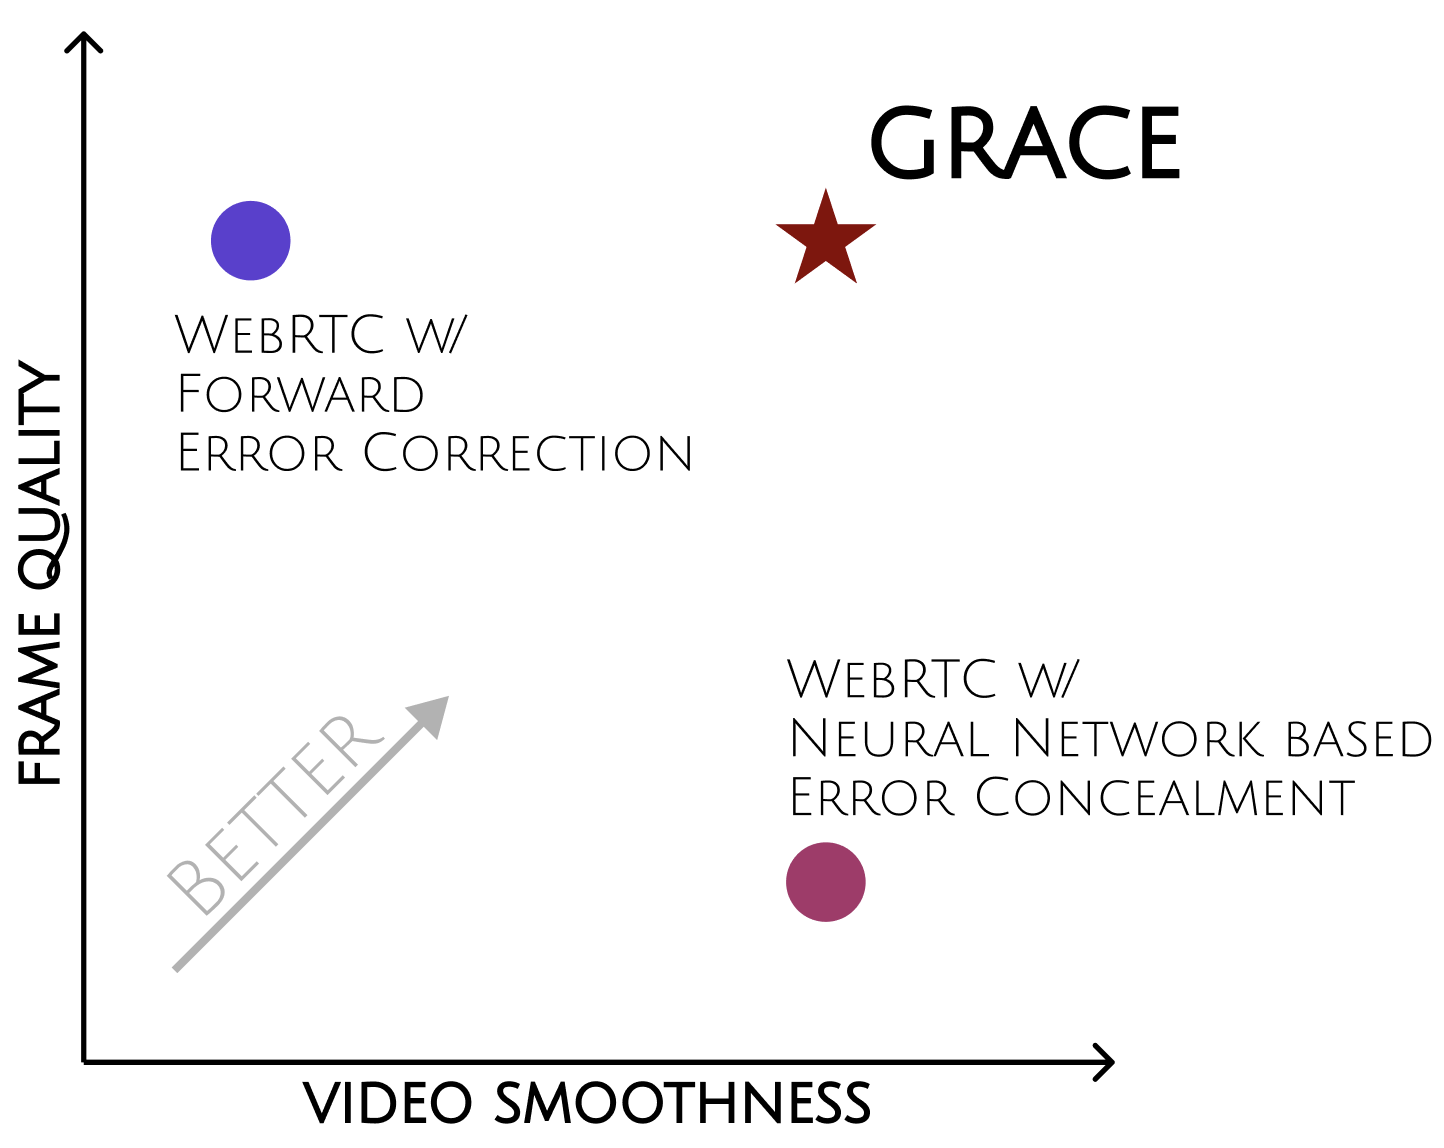 GRACE
WebRTC w/
Forward
Error Correction
FRAME QUALITY
WebRTC w/
Neural Network based
Error Concealment
Better
VIDEO SMOOTHNESS